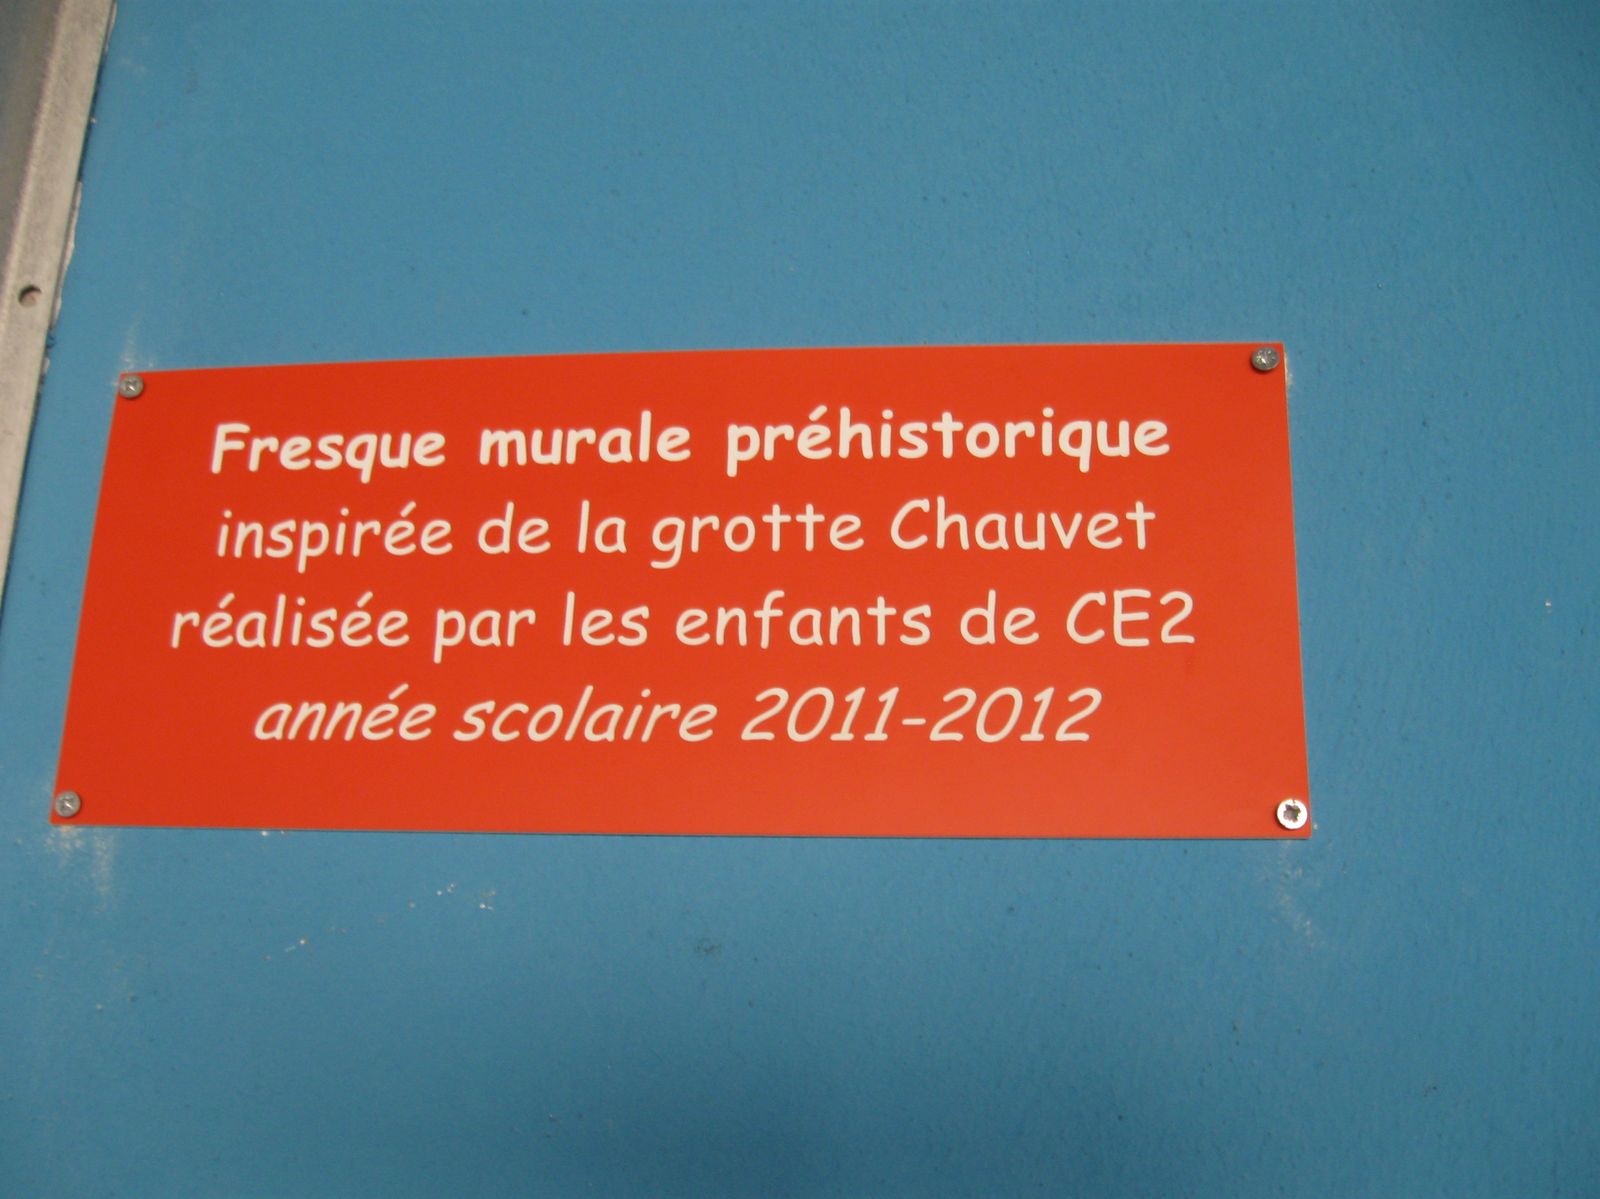 Fresque murale préhistorique
inspirée de la grotte Chauvet
réalisée par les enfants de CE2
année scolaire 2011-2012